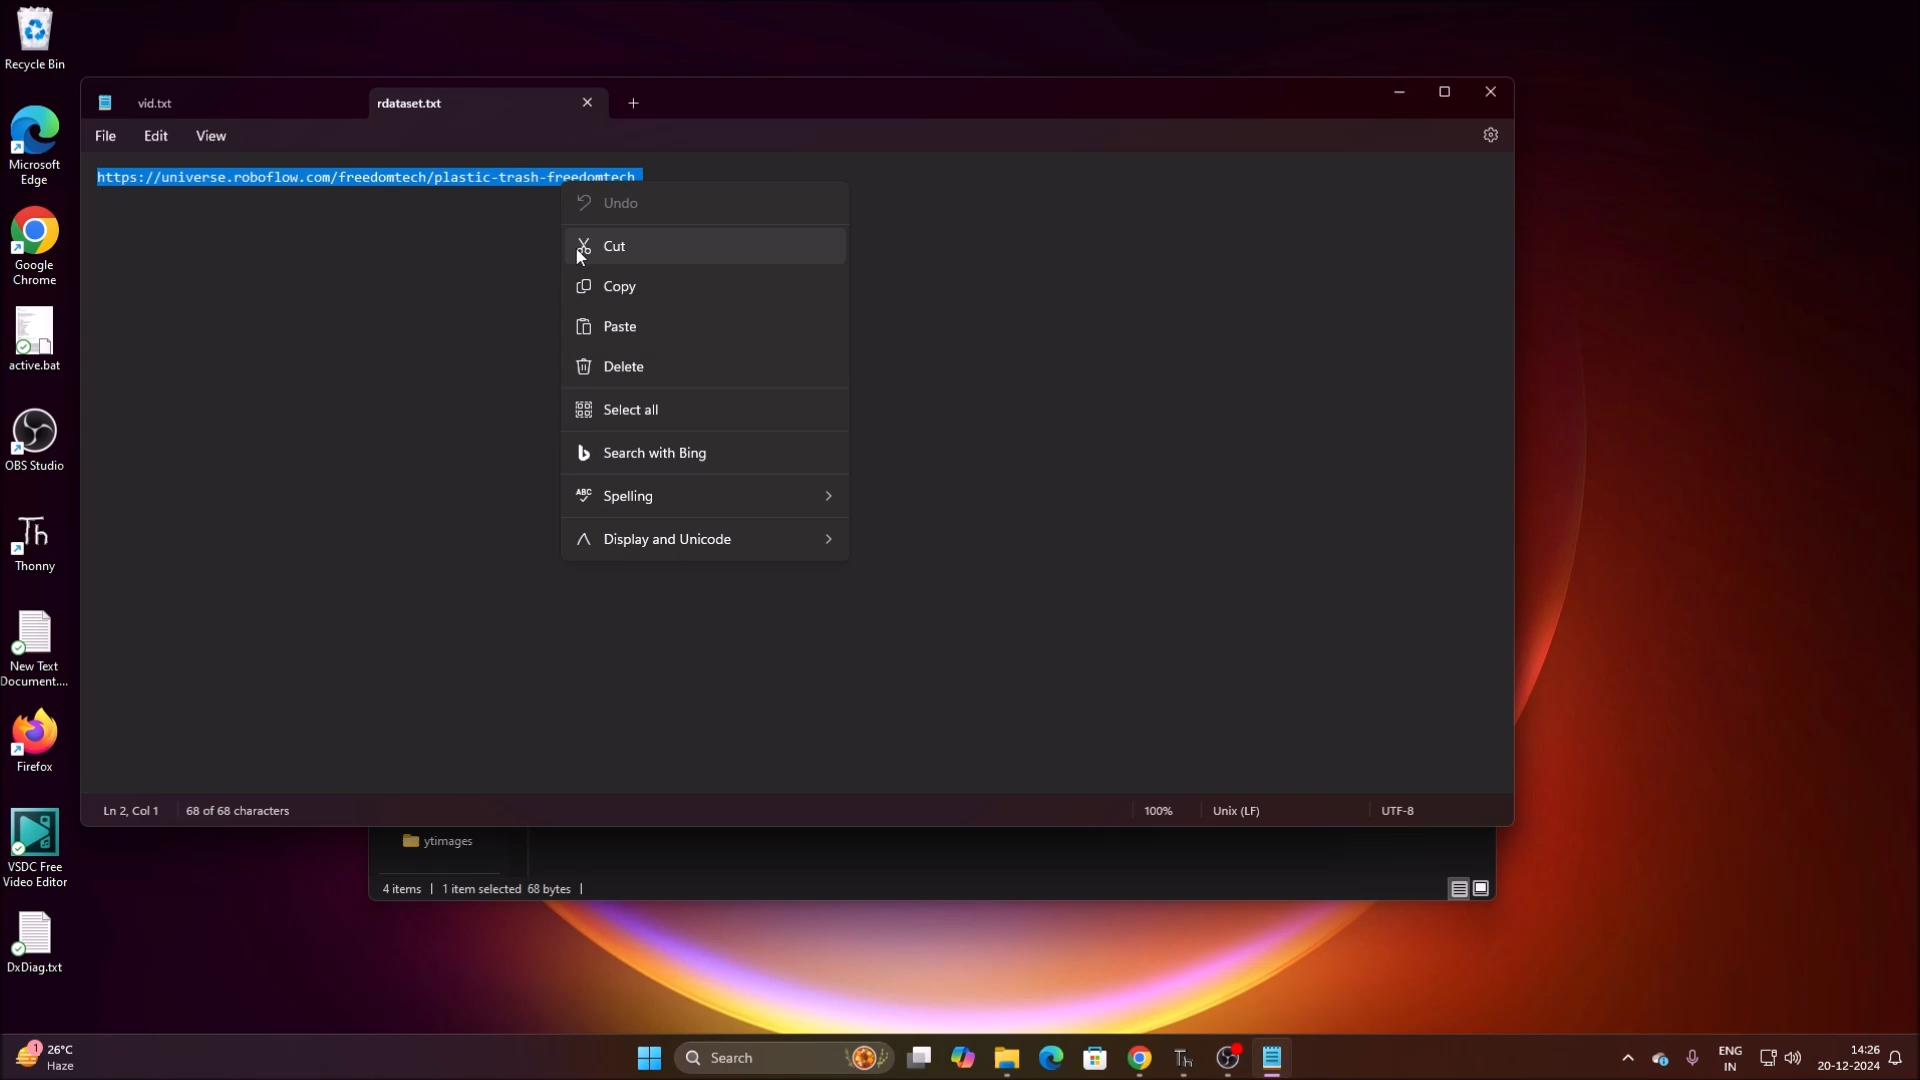 Recycle Bin
Microsoft
Edge
Google
Chrome
active.bat
OBS Studio
Th
Thonny
New Text
Document....
Firefox
VSDC Free
Video Editor
DxDiag.txt
vid.txt
rdataset.txt
File Edit View
https://universe.roboflow.com/freedomtech/plastic-trash-freedomtech
Undo
Cut
Copy
Paste
Delete
Select all
Search with Bing
ABC Spelling
Display and Unicode
Ln 2, Col 1 68 of 68 characters 100% Unix (LF) UTF-8
ytimages
4 items 1 item selected 68 bytes
1 26°C
Haze
Search
Th
ENG
IN
14:26
20-12-2024